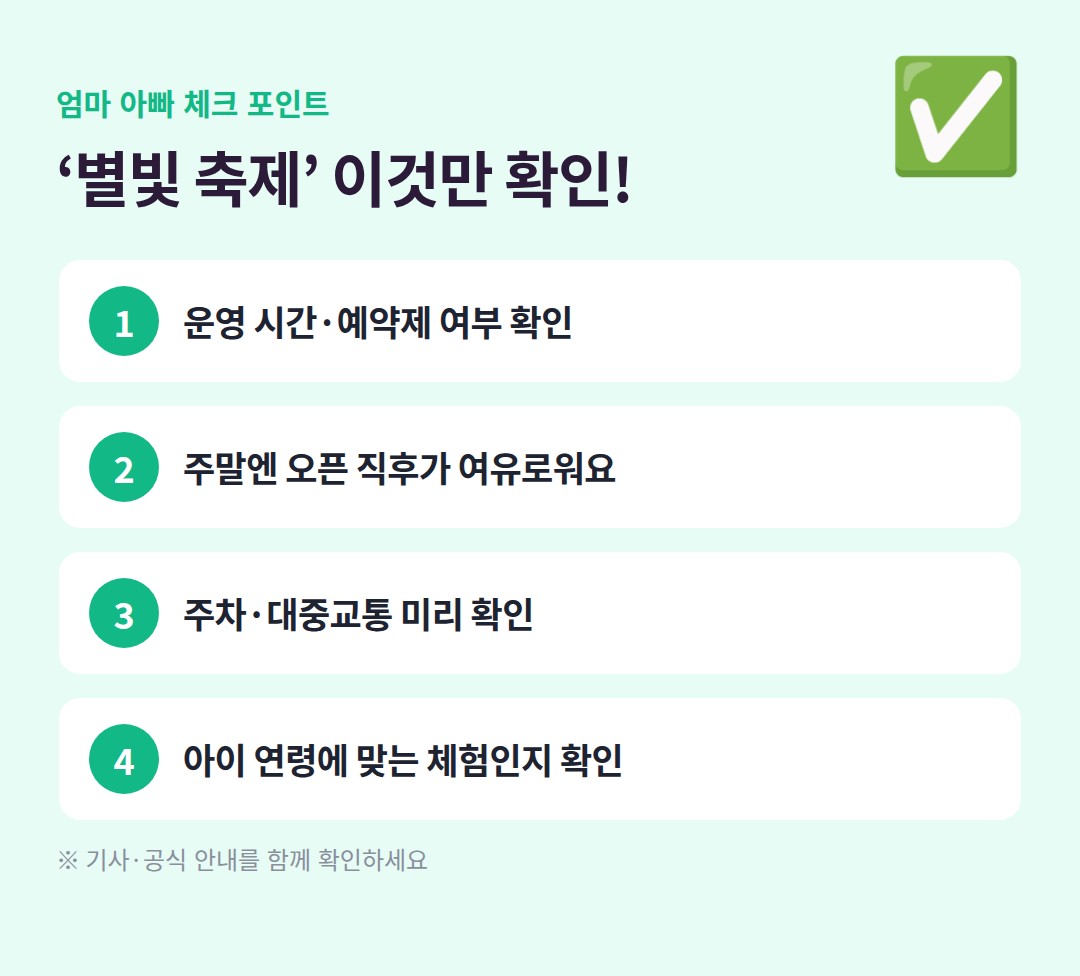 엄마 아빠 체크 포인트
‘별빛 축제’ 이것만 확인!
1 운영 시간·예약제 여부 확인
2 주말엔 오픈 직후가 여유로워요
3 주차·대중교통 미리 확인
4 아이 연령에 맞는 체험인지 확인
※ 기사·공식 안내를 함께 확인하세요